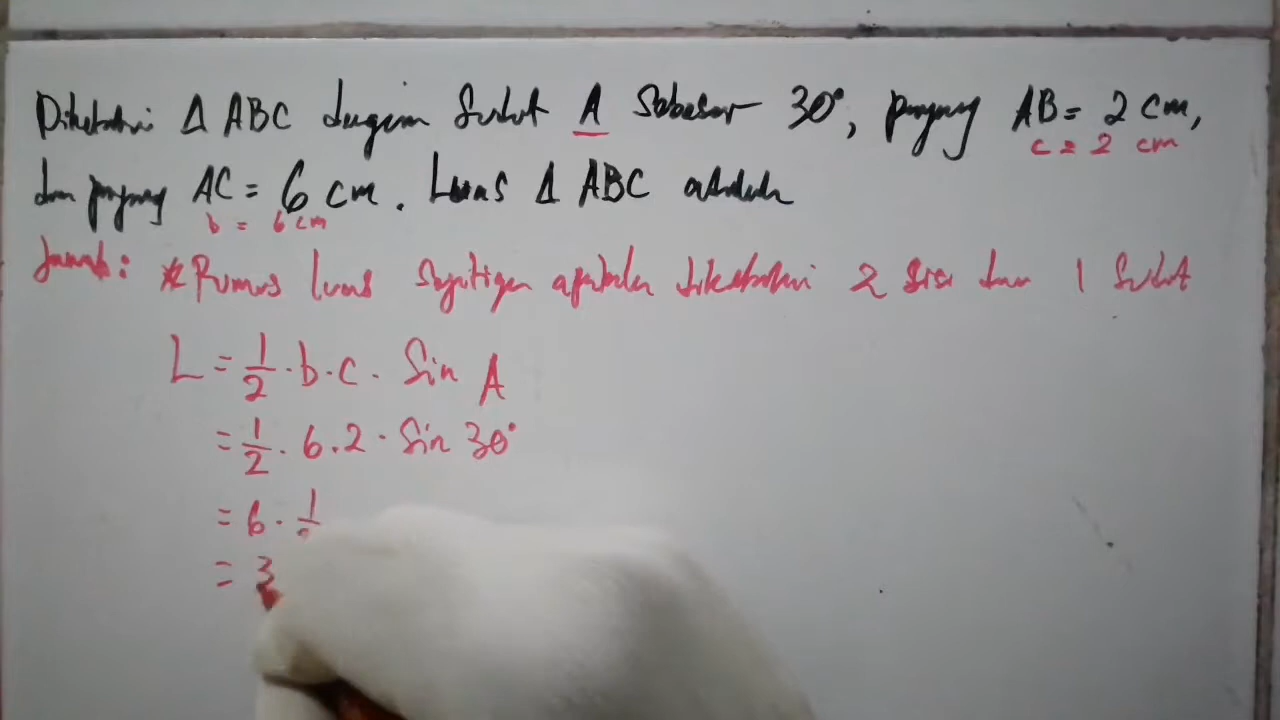 Diketahui Δ ABC dengan Sudut A Sebesar 30°, panjang AB = 2 cm,
c = 2 cm
dan panjang AC = 6 cm. Luas Δ ABC adalah
b = 6 cm
Jawab: * Rumus luas Segitiga apabila diketahui 2 sisi dan 1 Sudut
L = 1/2 . b . c . Sin A
= 1/2 . 6 . 2 . Sin 30°
= 6 . 1/
= 3